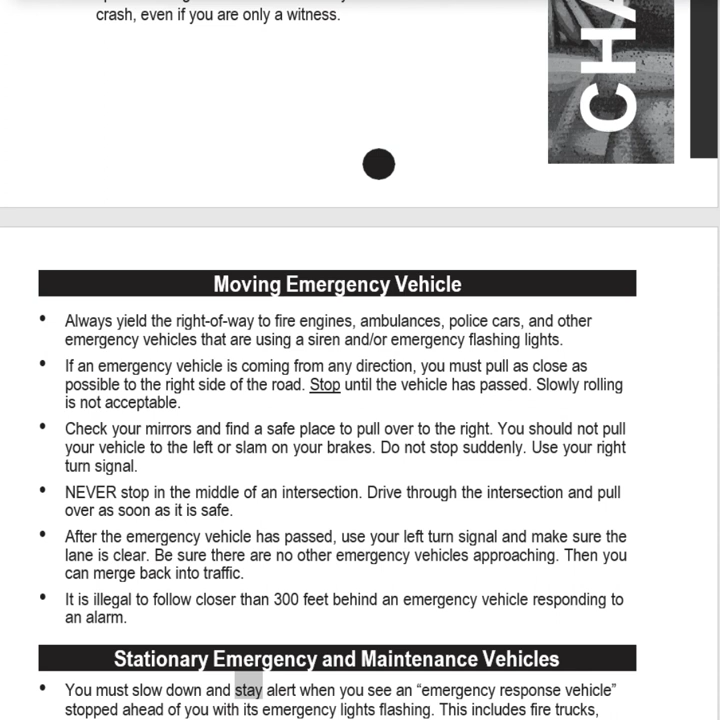 crash, even if you are only a witness.
CHA
Moving Emergency Vehicle
• Always yield the right-of-way to fire engines, ambulances, police cars, and other
emergency vehicles that are using a siren and/or emergency flashing lights.
• If an emergency vehicle is coming from any direction, you must pull as close as
possible to the right side of the road. Stop until the vehicle has passed. Slowly rolling
is not acceptable.
• Check your mirrors and find a safe place to pull over to the right. You should not pull
your vehicle to the left or slam on your brakes. Do not stop suddenly. Use your right
turn signal.
• NEVER stop in the middle of an intersection. Drive through the intersection and pull
over as soon as it is safe.
• After the emergency vehicle has passed, use your left turn signal and make sure the
lane is clear. Be sure there are no other emergency vehicles approaching. Then you
can merge back into traffic.
• It is illegal to follow closer than 300 feet behind an emergency vehicle responding to
an alarm.
Stationary Emergency and Maintenance Vehicles
• You must slow down and stay alert when you see an “emergency response vehicle”
stopped ahead of you with its emergency lights flashing. This includes fire trucks,